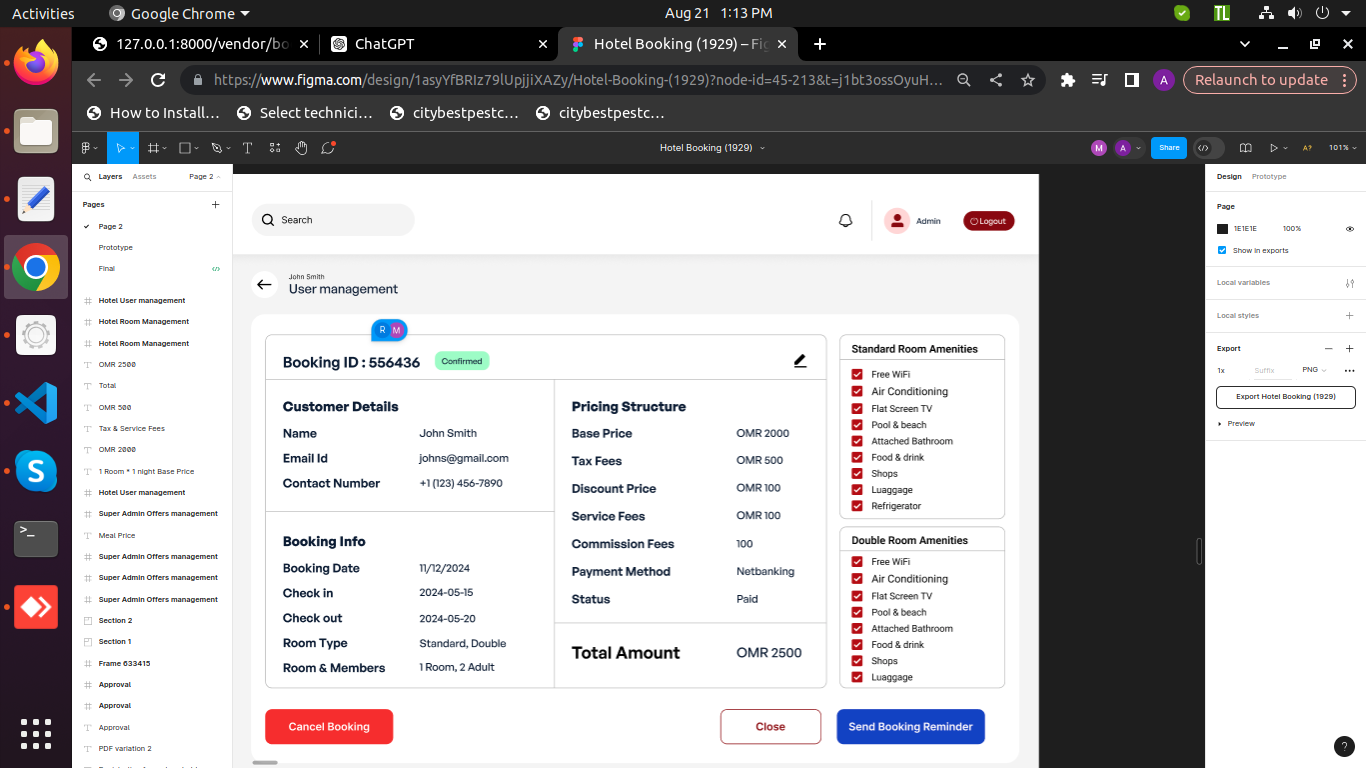 Activities
Google Chrome
Aug 21 1:13 PM
TL
127.0.0.1:8000/vendor/bo
ChatGPT
Hotel Booking (1929) – Fig
https://www.figma.com/design/1asyYfBRIz79lUpjjiXAZy/Hotel-Booking-(1929)?node-id=45-213&t=j1bt3ossOyuH...
A
Relaunch to update
How to Install...
Select technici...
citybestpestc...
citybestpestc...
Hotel Booking (1929)
M
A
Share
A?
101%
Layers
Assets
Page 2
Pages
Page 2
Prototype
Final
Hotel User management
Hotel Room Management
Hotel Room Management
OMR 2500
Total
OMR 500
Tax & Service Fees
OMR 2000
1 Room * 1 night Base Price
Hotel User management
Super Admin Offers management
Meal Price
Super Admin Offers management
Super Admin Offers management
Super Admin Offers management
Section 2
Section 1
Frame 633415
Approval
Approval
Approval
PDF variation 2
Search
Admin
Logout
John Smith
User management
R
M
Booking ID : 556436
Confirmed
Customer Details
Name
John Smith
Email Id
johns@gmail.com
Contact Number
+1 (123) 456-7890
Booking Info
Booking Date
11/12/2024
Check in
2024-05-15
Check out
2024-05-20
Room Type
Standard, Double
Room & Members
1 Room, 2 Adult
Pricing Structure
Base Price
OMR 2000
Tax Fees
OMR 500
Discount Price
OMR 100
Service Fees
OMR 100
Commission Fees
100
Payment Method
Netbanking
Status
Paid
Total Amount
OMR 2500
Standard Room Amenities
Free WiFi
Air Conditioning
Flat Screen TV
Pool & beach
Attached Bathroom
Food & drink
Shops
Luaggage
Refrigerator
Double Room Amenities
Free WiFi
Air Conditioning
Flat Screen TV
Pool & beach
Attached Bathroom
Food & drink
Shops
Luaggage
Cancel Booking
Close
Send Booking Reminder
Design
Prototype
Page
1E1E1E
100%
Show in exports
Local variables
Local styles
Export
1x
Suffix
PNG
Export Hotel Booking (1929)
Preview
?